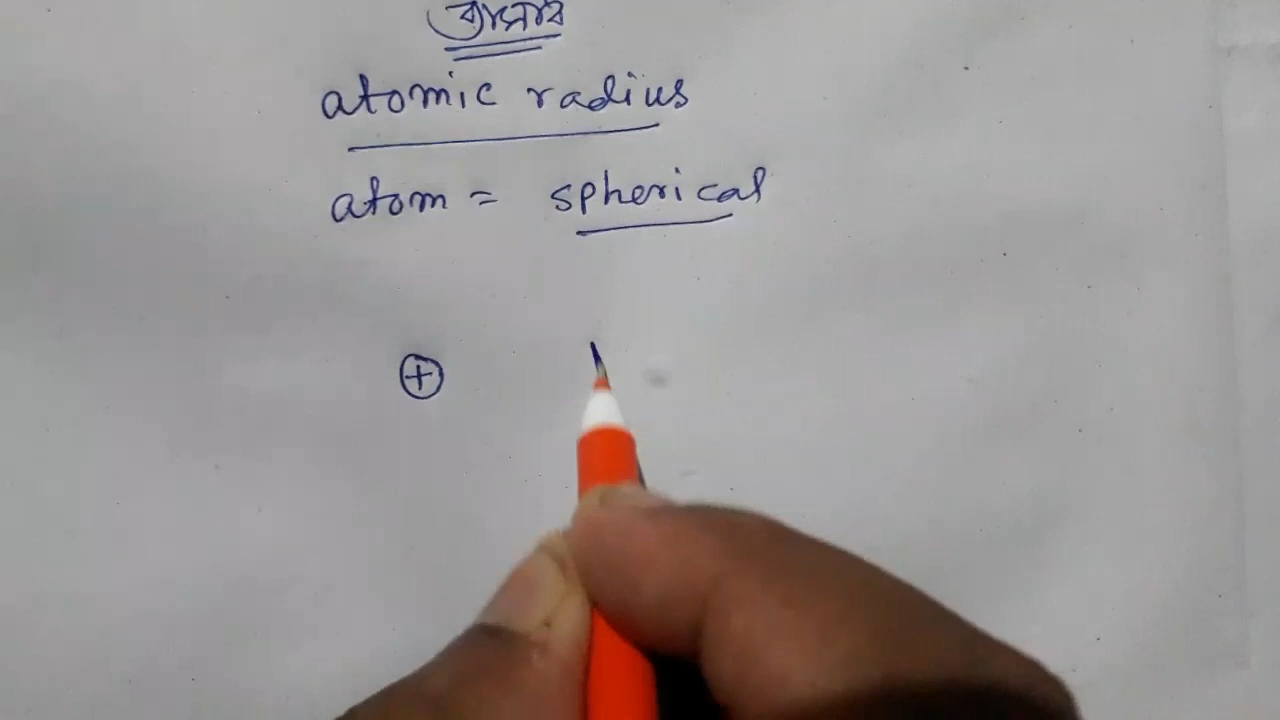 atomic radius
atom = spherical
+